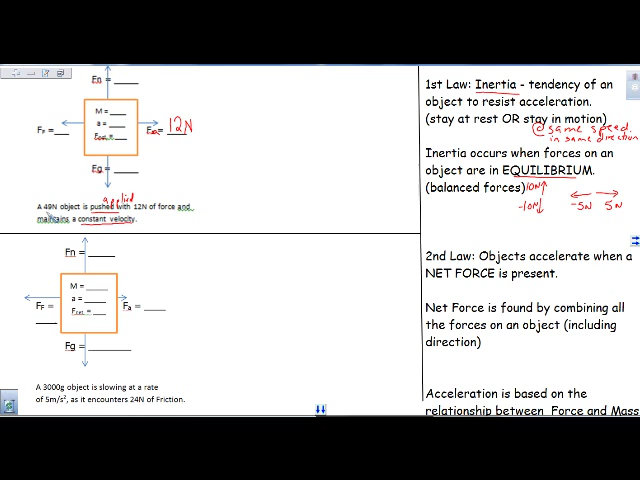 Fn = ____
M = ____
a = ____
Fnet = ___
FF = ___
Fa = ____ 12N
Fg = ____
applied
A 49N object is pushed with 12N of force and
maintains a constant velocity.
Fn = ____
M = ____
a = ____
Fnet = ___
FF = ____
Fa = ____
Fg = ________
A 3000g object is slowing at a rate
of 5m/s², as it encounters 24N of Friction.
1st Law: Inertia - tendency of an
object to resist acceleration.
(stay at rest OR stay in motion)
@ same speed
in same direction
Inertia occurs when forces on an
object are in EQUILIBRIUM.
(balanced forces)
10N
-10N
-5N 5N
2nd Law: Objects accelerate when a
NET FORCE is present.
Net Force is found by combining all
the forces on an object (including
direction)
Acceleration is based on the
relationship between Force and Mass